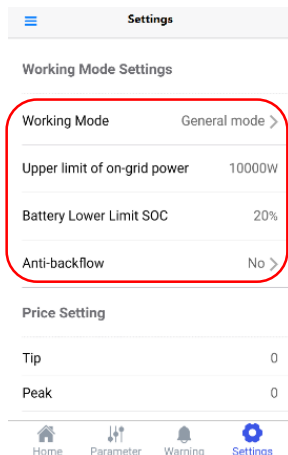 Settings
Working Mode Settings
Working Mode General mode >
Upper limit of on-grid power 10000W
Battery Lower Limit SOC 20%
Anti-backflow No >
Price Setting
Tip 0
Peak 0
Home Parameter Warning Settings